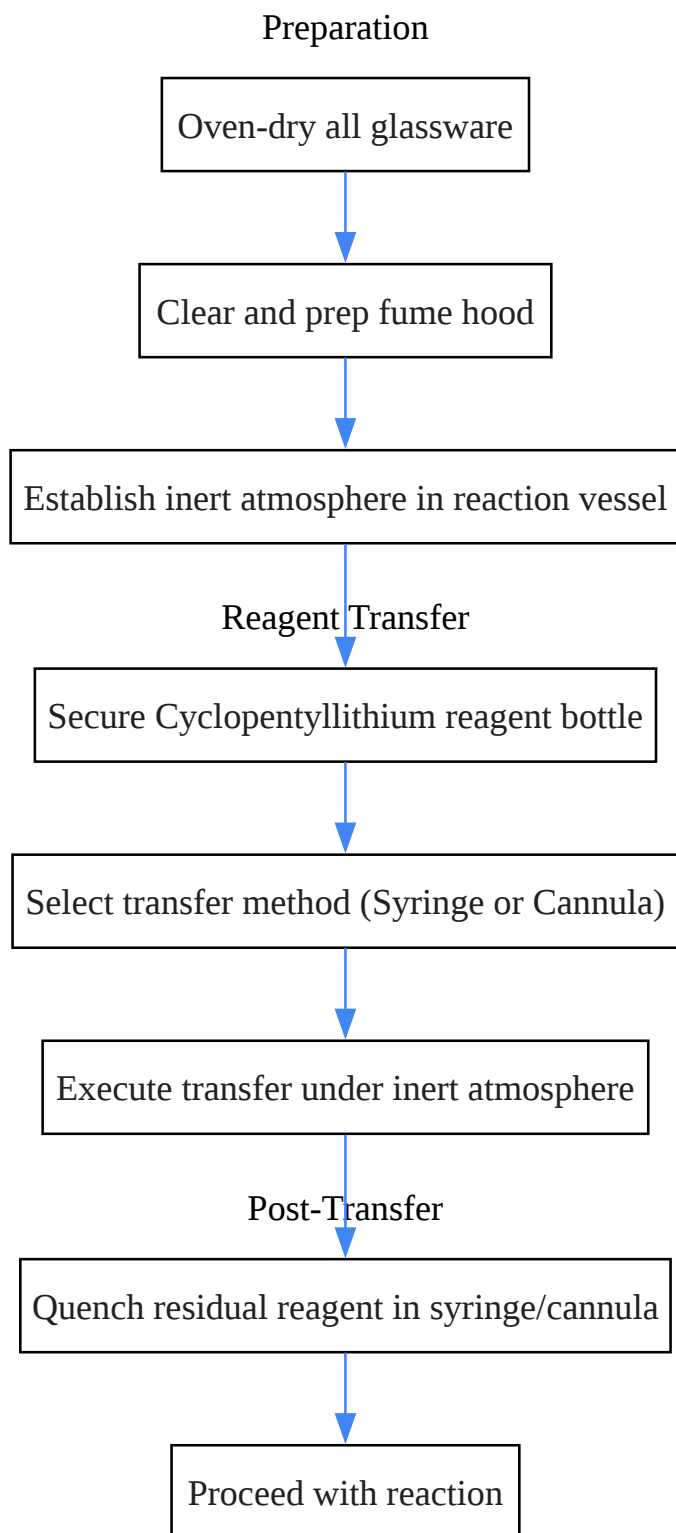 Preparation
Oven-dry all glassware
Clear and prep fume hood
Establish inert atmosphere in reaction vessel
Reagent Transfer
Secure Cyclopentyllithium reagent bottle
Select transfer method (Syringe or Cannula)
Execute transfer under inert atmosphere
Post-Transfer
Quench residual reagent in syringe/cannula
Proceed with reaction